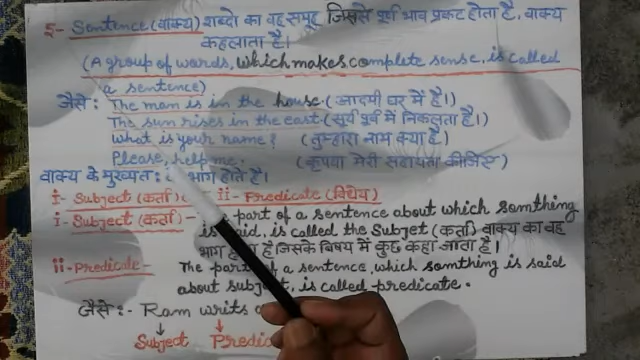 5- Sentence (वाक्य) शब्दो का वह समूह जिससे पूर्ण भाव प्रकट होता है, वाक्य
कहलाता है।
(A group of words, which makes complete sense, is called
a sentence)
जैसे: The man is in the house. (आदमी घर में है।)
The sun rises in the east. (सूर्य पूर्व में निकलता है।)
What is your name? (तुम्हारा नाम क्या है)
Please, help me. (कृपया मेरी सहायता कीजिए)
वाक्य के मुख्यतः भाग होते है।
i- Subject (कर्ता) ii- Predicate (विधेय)
i- Subject (कर्ता) - part of a sentence about which somthing
is said, is called the Subjet (कर्ता) वाक्य का वह
भाग है जिसके बिषय में कुछ कहा जाता है।
ii- Predicate- The part of a sentence, which somthing is said
about subject, is called predicate.
जैसे:- Ram writs
Subject